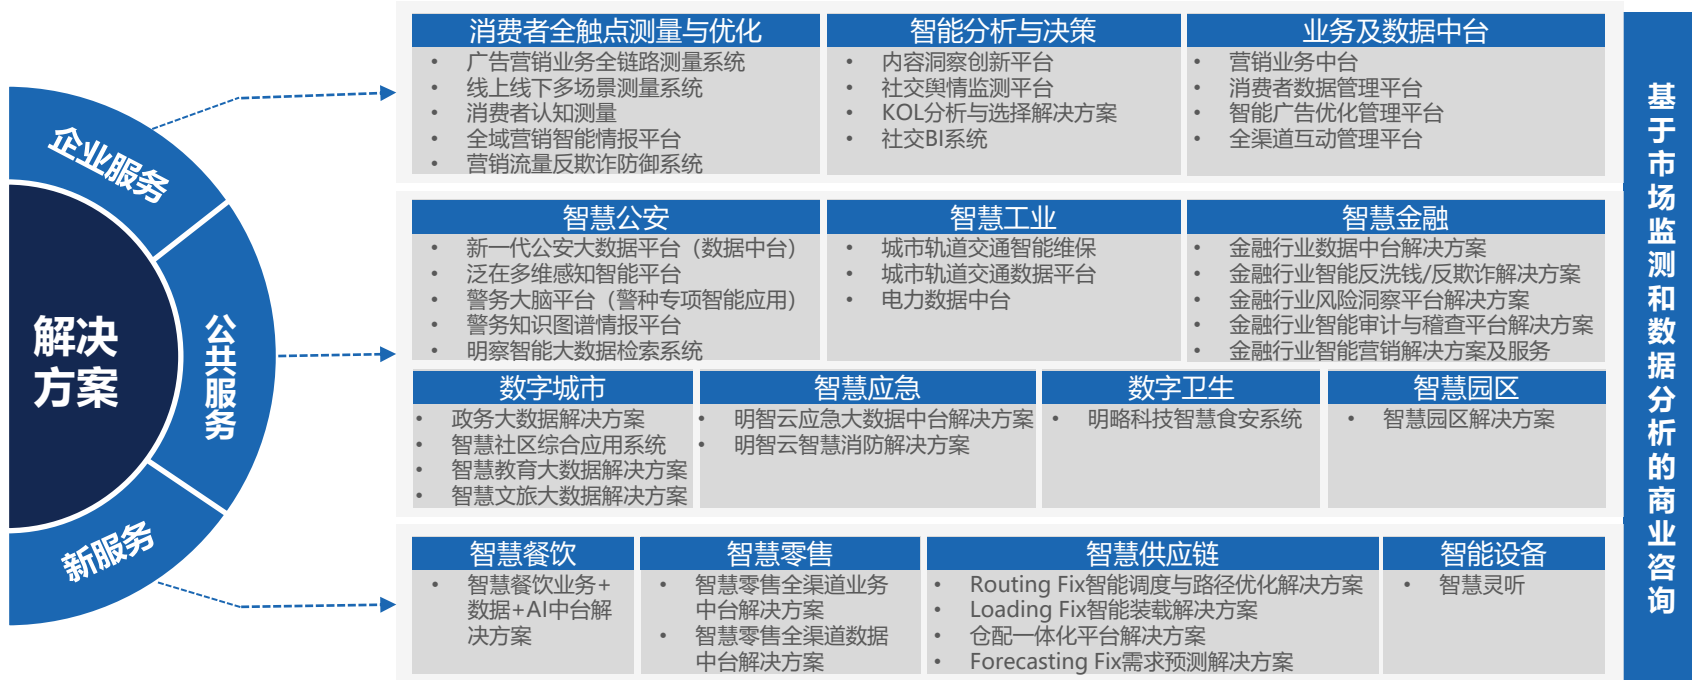 解决
方案
企业服务
公共服务
新服务
消费者全触点测量与优化
• 广告营销业务全链路测量系统
• 线上线下多场景测量系统
• 消费者认知测量
• 全域营销智能情报平台
• 营销流量反欺诈防御系统
智能分析与决策
• 内容洞察创新平台
• 社交舆情监测平台
• KOL分析与选择解决方案
• 社交BI系统
业务及数据中台
• 营销业务中台
• 消费者数据管理平台
• 智能广告优化管理平台
• 全渠道互动管理平台
智慧公安
• 新一代公安大数据平台（数据中台）
• 泛在多维感知智能平台
• 警务大脑平台（警种专项智能应用）
• 警务知识图谱情报平台
• 明察智能大数据检索系统
智慧工业
• 城市轨道交通智能维保
• 城市轨道交通数据平台
• 电力数据中台
智慧金融
• 金融行业数据中台解决方案
• 金融行业智能反洗钱/反欺诈解决方案
• 金融行业风险洞察平台解决方案
• 金融行业智能审计与稽查平台解决方案
• 金融行业智能营销解决方案及服务
数字城市
• 政务大数据解决方案
• 智慧社区综合应用系统
• 智慧教育大数据解决方案
• 智慧文旅大数据解决方案
智慧应急
• 明智云应急大数据中台解决方案
• 明智云智慧消防解决方案
数字卫生
• 明略科技智慧食安系统
智慧园区
• 智慧园区解决方案
智慧餐饮
• 智慧餐饮业务+
数据+AI中台解
决方案
智慧零售
• 智慧零售全渠道业务
中台解决方案
• 智慧零售全渠道数据
中台解决方案
智慧供应链
• Routing Fix智能调度与路径优化解决方案
• Loading Fix智能装载解决方案
• 仓配一体化平台解决方案
• Forecasting Fix需求预测解决方案
智能设备
• 智慧灵听
基于市场监测和数据分析的商业咨询